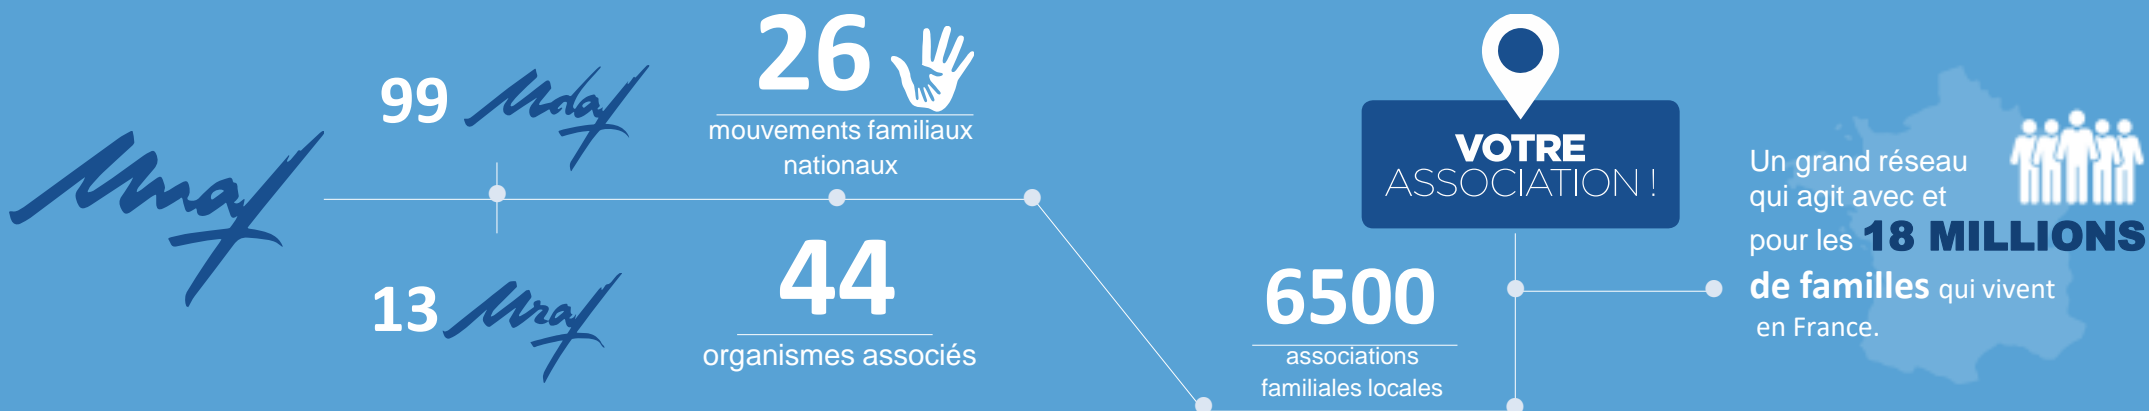 Unaf
99 Udaf
13 Uraf
26
mouvements familiaux
nationaux
44
organismes associés
6500
associations
familiales locales
VOTRE
ASSOCIATION !
Un grand réseau
qui agit avec et
pour les 18 MILLIONS
de familles qui vivent
en France.